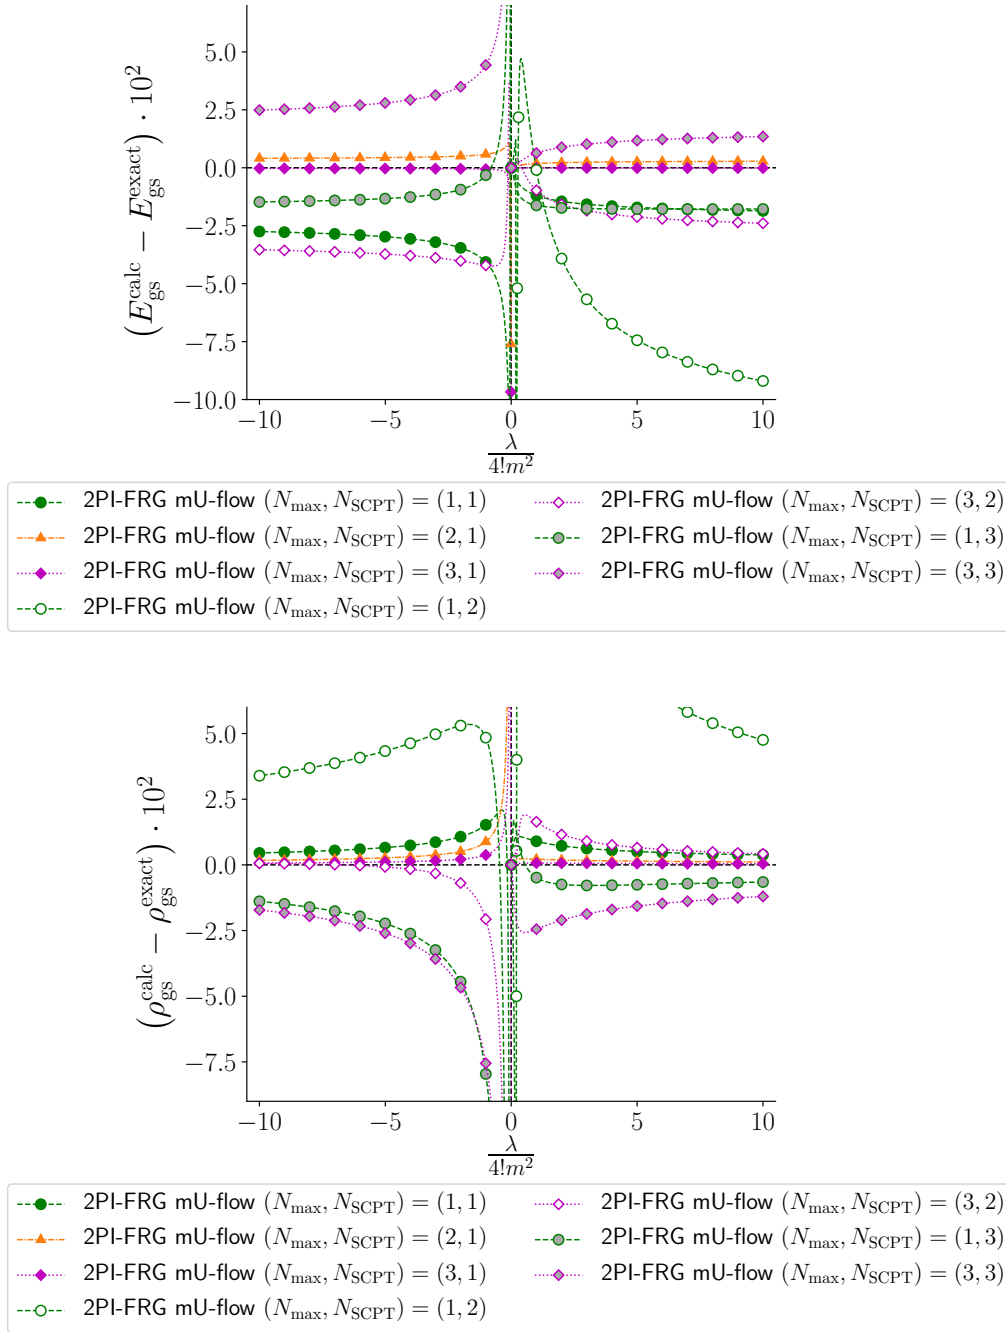 5.0
2.5
0.0
−2.5
−5.0
−7.5
−10.0
(E_gs^calc − E_gs^exact) · 10^2
−10 −5 0 5 10
λ / 4!m^2
2PI-FRG mU-flow (N_max, N_SCPT) = (1, 1) 2PI-FRG mU-flow (N_max, N_SCPT) = (3, 2)
2PI-FRG mU-flow (N_max, N_SCPT) = (2, 1) 2PI-FRG mU-flow (N_max, N_SCPT) = (1, 3)
2PI-FRG mU-flow (N_max, N_SCPT) = (3, 1) 2PI-FRG mU-flow (N_max, N_SCPT) = (3, 3)
2PI-FRG mU-flow (N_max, N_SCPT) = (1, 2)
5.0
2.5
0.0
−2.5
−5.0
−7.5
(ρ_gs^calc − ρ_gs^exact) · 10^2
−10 −5 0 5 10
λ / 4!m^2
2PI-FRG mU-flow (N_max, N_SCPT) = (1, 1) 2PI-FRG mU-flow (N_max, N_SCPT) = (3, 2)
2PI-FRG mU-flow (N_max, N_SCPT) = (2, 1) 2PI-FRG mU-flow (N_max, N_SCPT) = (1, 3)
2PI-FRG mU-flow (N_max, N_SCPT) = (3, 1) 2PI-FRG mU-flow (N_max, N_SCPT) = (3, 3)
2PI-FRG mU-flow (N_max, N_SCPT) = (1, 2)